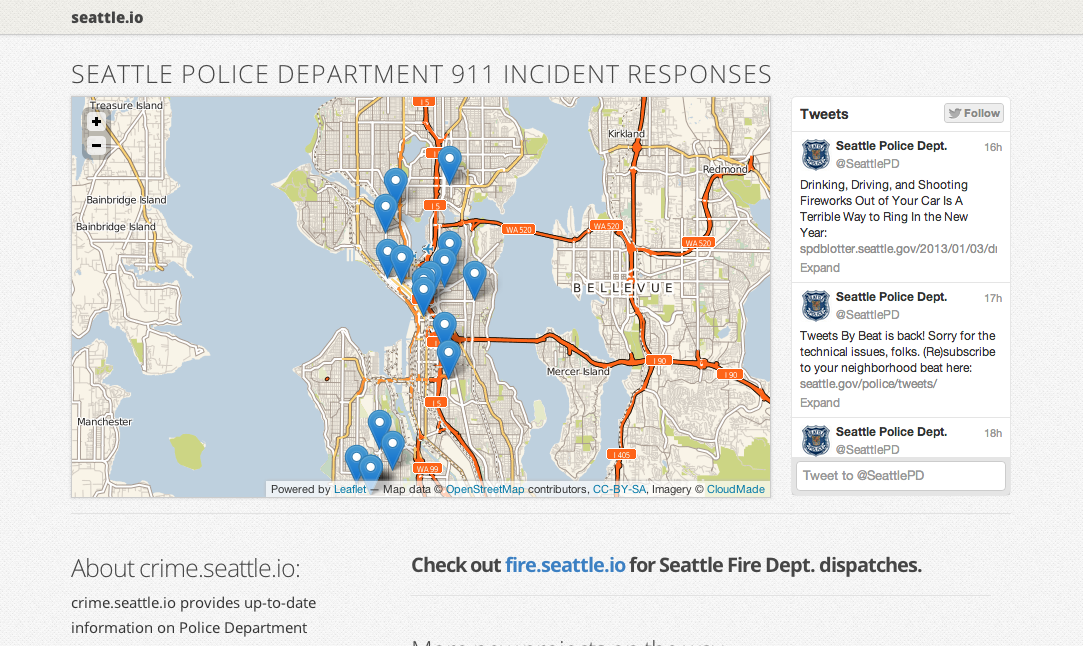 seattle.io
SEATTLE POLICE DEPARTMENT 911 INCIDENT RESPONSES
Treasure Island
+
−
Bainbridge Island
Bainbridge Island
Manchester
I 5
I 5
Kirkland
Redmond
WA 520
WA 520
WA 520
BELLEVUE
Mercer Island
I 90
I 90
I 5
I 405
WA 99
Powered by Leaflet — Map data © OpenStreetMap contributors, CC-BY-SA, Imagery © CloudMade
Tweets
Follow
Seattle Police Dept. 16h
@SeattlePD
Drinking, Driving, and Shooting
Fireworks Out of Your Car Is A
Terrible Way to Ring In the New
Year:
spdblotter.seattle.gov/2013/01/03/d
Expand
Seattle Police Dept. 17h
@SeattlePD
Tweets By Beat is back! Sorry for the
technical issues, folks. (Re)subscribe
to your neighborhood beat here:
seattle.gov/police/tweets/
Expand
Seattle Police Dept. 18h
@SeattlePD
Tweet to @SeattlePD
About crime.seattle.io:
crime.seattle.io provides up-to-date
information on Police Department
Check out fire.seattle.io for Seattle Fire Dept. dispatches.